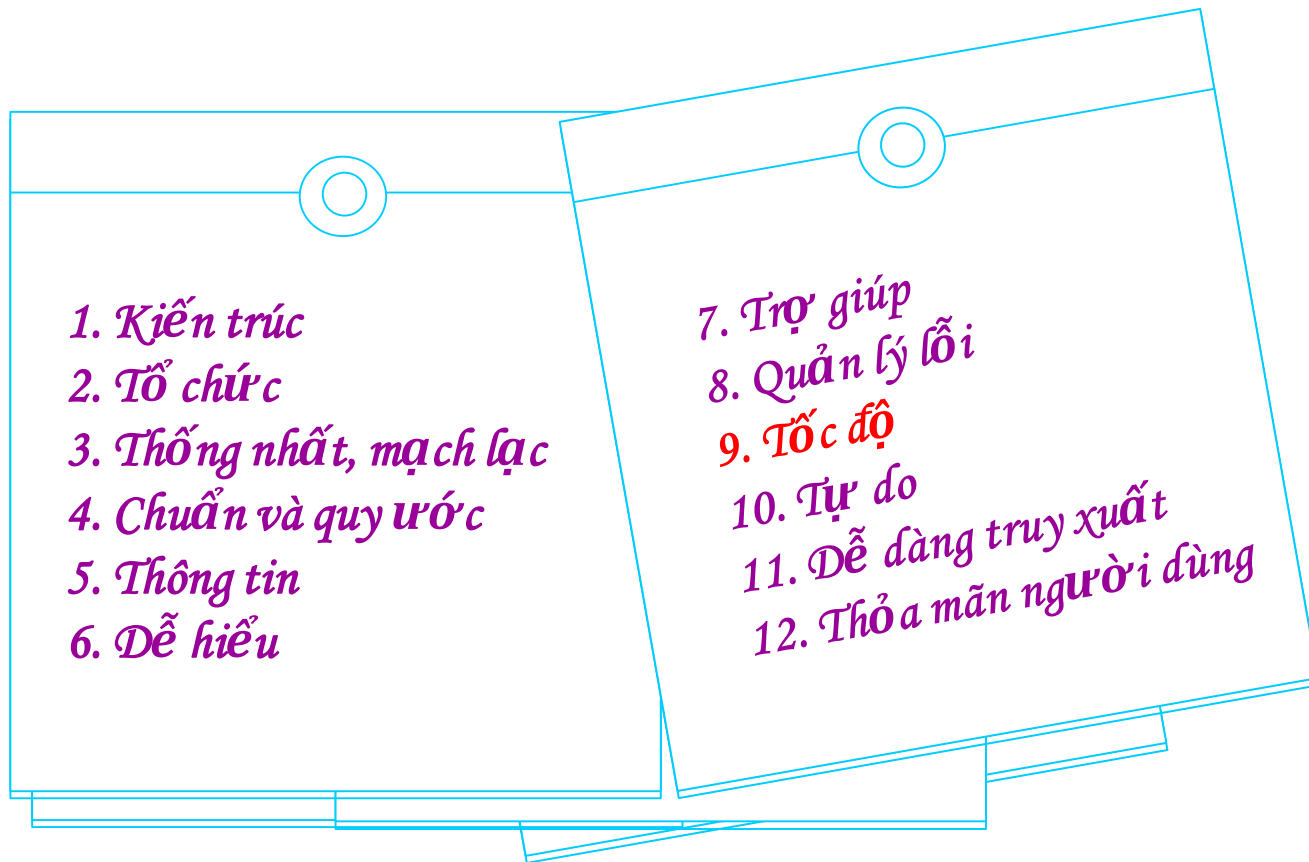 1. Kiến trúc
2. Tổ chức
3. Thống nhất, mạch lạc
4. Chuẩn và quy ước
5. Thông tin
6. Dễ hiểu
7. Trợ giúp
8. Quản lý lỗi
9. Tốc độ
10. Tự do
11. Dễ dàng truy xuất
12. Thỏa mãn người dùng